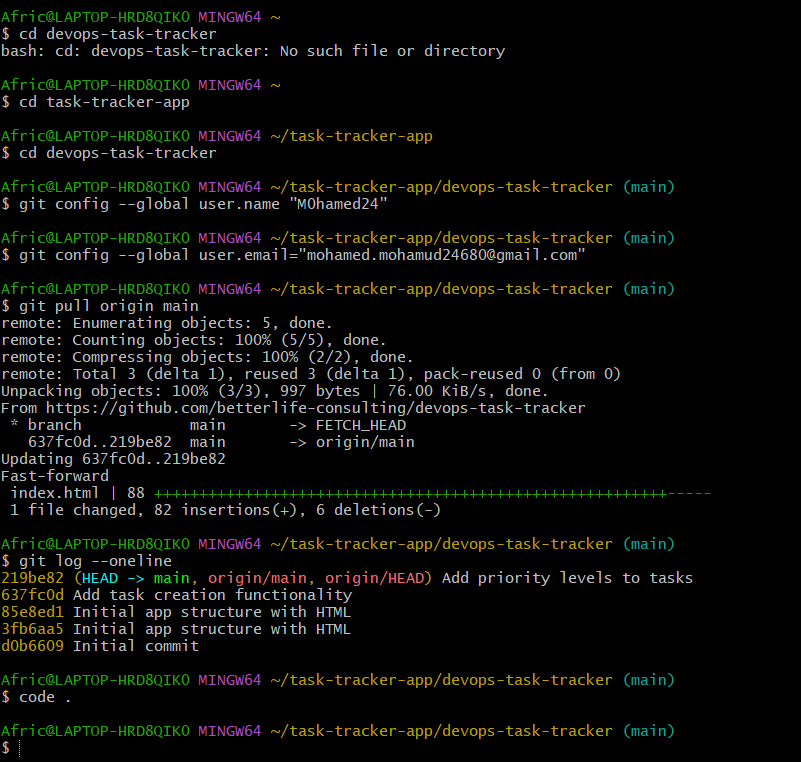 Afric@LAPTOP-HRD8QIKO MINGW64 ~
$ cd devops-task-tracker
bash: cd: devops-task-tracker: No such file or directory
Afric@LAPTOP-HRD8QIKO MINGW64 ~
$ cd task-tracker-app
Afric@LAPTOP-HRD8QIKO MINGW64 ~/task-tracker-app
$ cd devops-task-tracker
Afric@LAPTOP-HRD8QIKO MINGW64 ~/task-tracker-app/devops-task-tracker (main)
$ git config --global user.name "M0hamed24"
Afric@LAPTOP-HRD8QIKO MINGW64 ~/task-tracker-app/devops-task-tracker (main)
$ git config --global user.email="mohamed.mohamud24680@gmail.com"
Afric@LAPTOP-HRD8QIKO MINGW64 ~/task-tracker-app/devops-task-tracker (main)
$ git pull origin main
remote: Enumerating objects: 5, done.
remote: Counting objects: 100% (5/5), done.
remote: Compressing objects: 100% (2/2), done.
remote: Total 3 (delta 1), reused 3 (delta 1), pack-reused 0 (from 0)
Unpacking objects: 100% (3/3), 997 bytes | 76.00 KiB/s, done.
From https://github.com/betterlife-consulting/devops-task-tracker
 * branch            main       -> FETCH_HEAD
   637fc0d..219be82  main       -> origin/main
Updating 637fc0d..219be82
Fast-forward
 index.html | 88 +++++++++++++++++++++++++++++++++++++++++++++++++++++++++-----
 1 file changed, 82 insertions(+), 6 deletions(-)
Afric@LAPTOP-HRD8QIKO MINGW64 ~/task-tracker-app/devops-task-tracker (main)
$ git log --oneline
219be82 (HEAD -> main, origin/main, origin/HEAD) Add priority levels to tasks
637fc0d Add task creation functionality
85e8ed1 Initial app structure with HTML
3fb6aa5 Initial app structure with HTML
d0b6609 Initial commit
Afric@LAPTOP-HRD8QIKO MINGW64 ~/task-tracker-app/devops-task-tracker (main)
$ code .
Afric@LAPTOP-HRD8QIKO MINGW64 ~/task-tracker-app/devops-task-tracker (main)
$